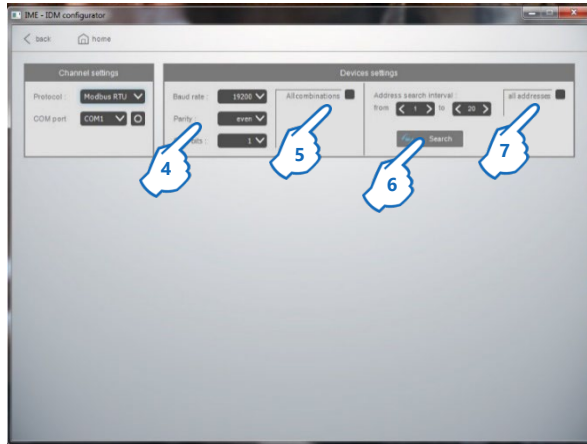 IME - IDM configurator
back
home
Channel settings
Protocol :
Modbus RTU
COM port
COM1
Devices settings
Baud rate :
19200
Parity
even
bits :
1
All combinations
Address search interval :
from
1
to
20
all addresses
Search
4
5
6
7